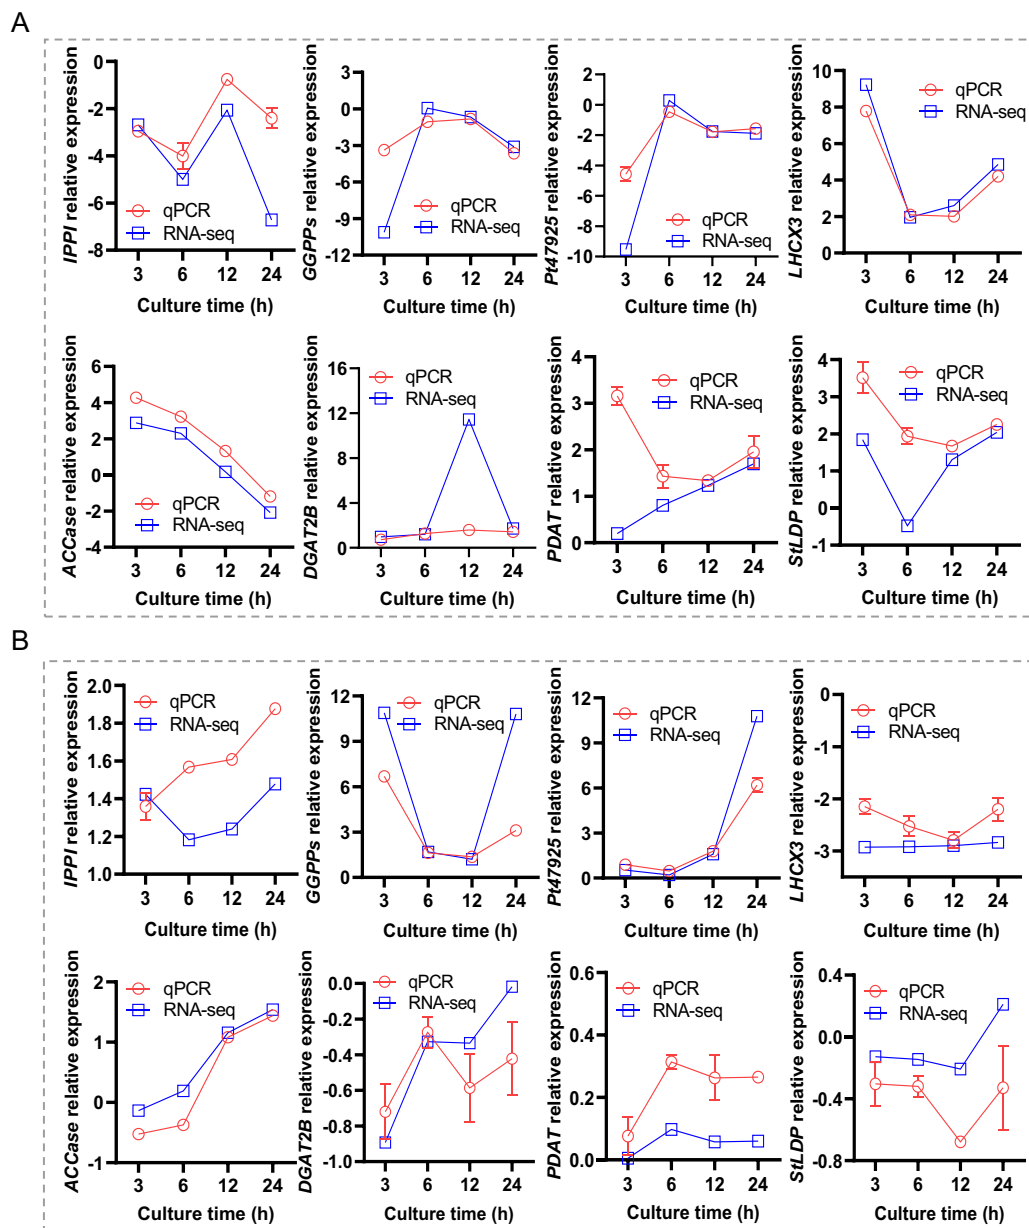 A
IPPI relative expression
0
-2
-4
-6
-8
qPCR
RNA-seq
3 6 12 24
Culture time (h)
GGPPs relative expression
3
0
-3
-6
-9
-12
qPCR
RNA-seq
3 6 12 24
Culture time (h)
Pt47925 relative expression
2
0
-2
-4
-6
-8
-10
qPCR
RNA-seq
3 6 12 24
Culture time (h)
LHCX3 relative expression
10
8
6
4
2
0
qPCR
RNA-seq
3 6 12 24
Culture time (h)
ACCase relative expression
6
4
2
0
-2
-4
qPCR
RNA-seq
3 6 12 24
Culture time (h)
DGAT2B relative expression
16
12
8
4
0
qPCR
RNA-seq
3 6 12 24
Culture time (h)
PDAT relative expression
4
3
2
1
0
qPCR
RNA-seq
3 6 12 24
Culture time (h)
StLDP relative expression
4
3
2
1
0
-1
qPCR
RNA-seq
3 6 12 24
Culture time (h)
B
IPPI relative expression
2.0
1.8
1.6
1.4
1.2
1.0
qPCR
RNA-seq
3 6 12 24
Culture time (h)
GGPPs relative expression
12
9
6
3
0
qPCR
RNA-seq
3 6 12 24
Culture time (h)
Pt47925 relative expression
12
9
6
3
0
qPCR
RNA-seq
3 6 12 24
Culture time (h)
LHCX3 relative expression
0
-1
-2
-3
qPCR
RNA-seq
3 6 12 24
Culture time (h)
ACCase relative expression
2
1
0
-1
qPCR
RNA-seq
3 6 12 24
Culture time (h)
DGAT2B relative expression
0.0
-0.2
-0.4
-0.6
-0.8
-1.0
qPCR
RNA-seq
3 6 12 24
Culture time (h)
PDAT relative expression
0.6
0.4
0.2
0.0
qPCR
RNA-seq
3 6 12 24
Culture time (h)
StLDP relative expression
0.4
0.0
-0.4
-0.8
qPCR
RNA-seq
3 6 12 24
Culture time (h)